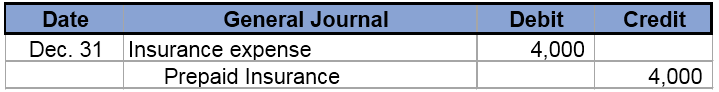 Date General Journal Debit Credit
Dec. 31 Insurance expense 4,000
Prepaid Insurance 4,000